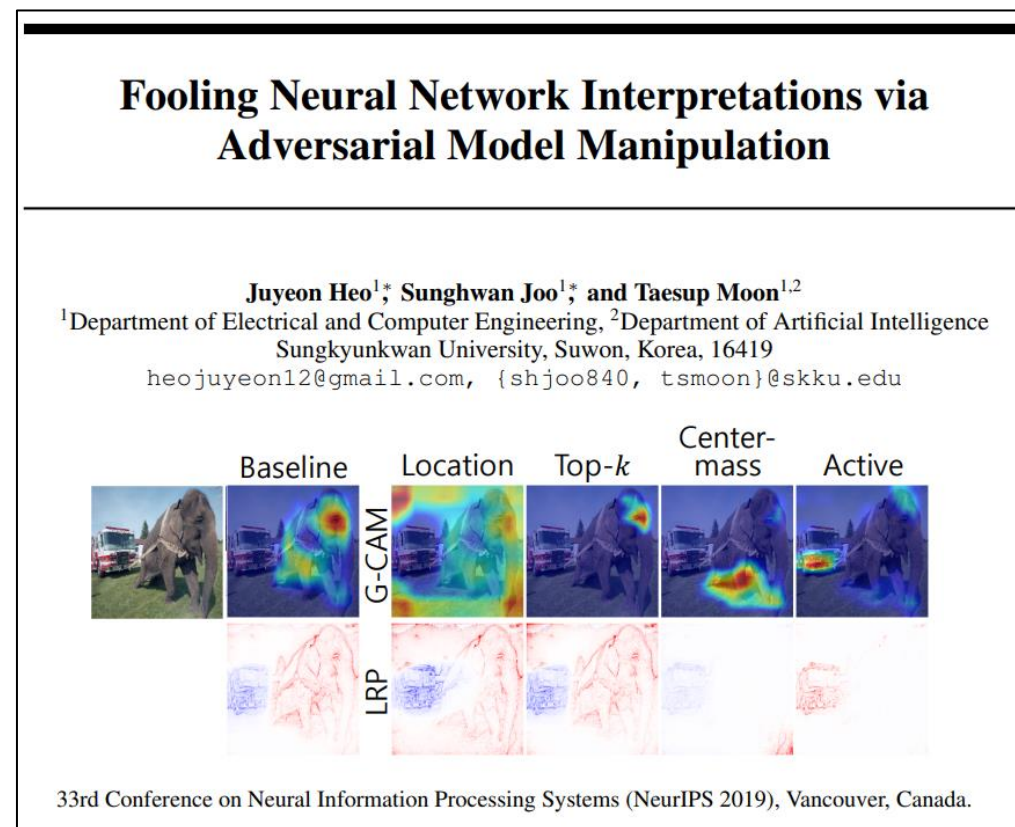 Fooling Neural Network Interpretations via
Adversarial Model Manipulation
Juyeon Heo¹,* Sunghwan Joo¹,* and Taesup Moon¹,²
¹Department of Electrical and Computer Engineering, ²Department of Artificial Intelligence
Sungkyunkwan University, Suwon, Korea, 16419
heojuyeon12@gmail.com, {shjoo840, tsmoon}@skku.edu
Baseline Location Top-k Center-mass Active
G-CAM
LRP
33rd Conference on Neural Information Processing Systems (NeurIPS 2019), Vancouver, Canada.